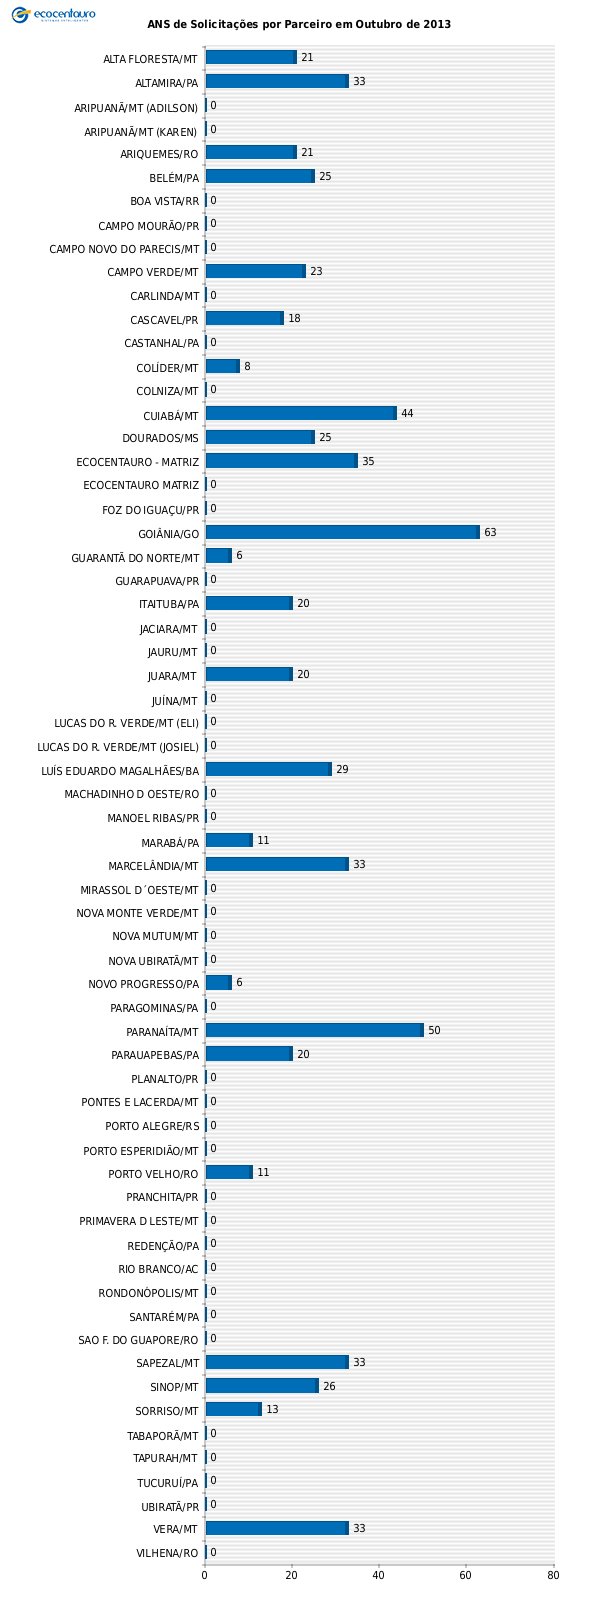 ecocentauro
ANS de Solicitações por Parceiro em Outubro de 2013
ALTA FLORESTA/MT 21
ALTAMIRA/PA 33
ARIPUANÃ/MT (ADILSON) 0
ARIPUANÃ/MT (KAREN) 0
ARIQUEMES/RO 21
BELÉM/PA 25
BOA VISTA/RR 0
CAMPO MOURÃO/PR 0
CAMPO NOVO DO PARECIS/MT 0
CAMPO VERDE/MT 23
CARLINDA/MT 0
CASCAVEL/PR 18
CASTANHAL/PA 0
COLÍDER/MT 8
COLNIZA/MT 0
CUIABÁ/MT 44
DOURADOS/MS 25
ECOCENTAURO - MATRIZ 35
ECOCENTAURO MATRIZ 0
FOZ DO IGUAÇU/PR 0
GOIÂNIA/GO 63
GUARANTÃ DO NORTE/MT 6
GUARAPUAVA/PR 0
ITAITUBA/PA 20
JACIARA/MT 0
JAURU/MT 0
JUARA/MT 20
JUÍNA/MT 0
LUCAS DO R. VERDE/MT (ELI) 0
LUCAS DO R. VERDE/MT (JOSIEL) 0
LUÍS EDUARDO MAGALHÃES/BA 29
MACHADINHO D OESTE/RO 0
MANOEL RIBAS/PR 0
MARABÁ/PA 11
MARCELÂNDIA/MT 33
MIRASSOL D´OESTE/MT 0
NOVA MONTE VERDE/MT 0
NOVA MUTUM/MT 0
NOVA UBIRATÃ/MT 0
NOVO PROGRESSO/PA 6
PARAGOMINAS/PA 0
PARANAÍTA/MT 50
PARAUAPEBAS/PA 20
PLANALTO/PR 0
PONTES E LACERDA/MT 0
PORTO ALEGRE/RS 0
PORTO ESPERIDIÃO/MT 0
PORTO VELHO/RO 11
PRANCHITA/PR 0
PRIMAVERA D LESTE/MT 0
REDENÇÃO/PA 0
RIO BRANCO/AC 0
RONDONÓPOLIS/MT 0
SANTARÉM/PA 0
SAO F. DO GUAPORE/RO 0
SAPEZAL/MT 33
SINOP/MT 26
SORRISO/MT 13
TABAPORÃ/MT 0
TAPURAH/MT 0
TUCURUÍ/PA 0
UBIRATÃ/PR 0
VERA/MT 33
VILHENA/RO 0
0 20 40 60 80